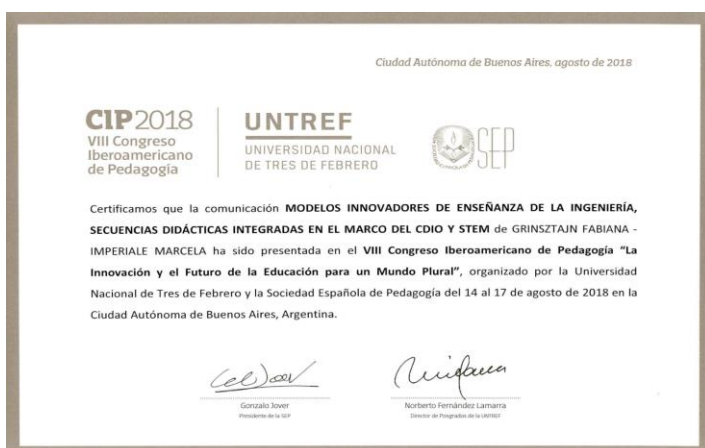 Ciudad Autónoma de Buenos Aires, agosto de 2018
CIP2018
VIII Congreso
Iberoamericano
de Pedagogía
UNTREF
UNIVERSIDAD NACIONAL
DE TRES DE FEBRERO
SEP
Certificamos que la comunicación MODELOS INNOVADORES DE ENSEÑANZA DE LA INGENIERÍA,
SECUENCIAS DIDÁCTICAS INTEGRADAS EN EL MARCO DEL CDIO Y STEM de GRINSZTAJN FABIANA -
IMPERIALE MARCELA ha sido presentada en el VIII Congreso Iberoamericano de Pedagogía “La
Innovación y el Futuro de la Educación para un Mundo Plural”, organizado por la Universidad
Nacional de Tres de Febrero y la Sociedad Española de Pedagogía del 14 al 17 de agosto de 2018 en la
Ciudad Autónoma de Buenos Aires, Argentina.
Gonzalo Jover
Presidente de la SEP
Norberto Fernández Lamarra
Director de Posgrados de la UNTREF